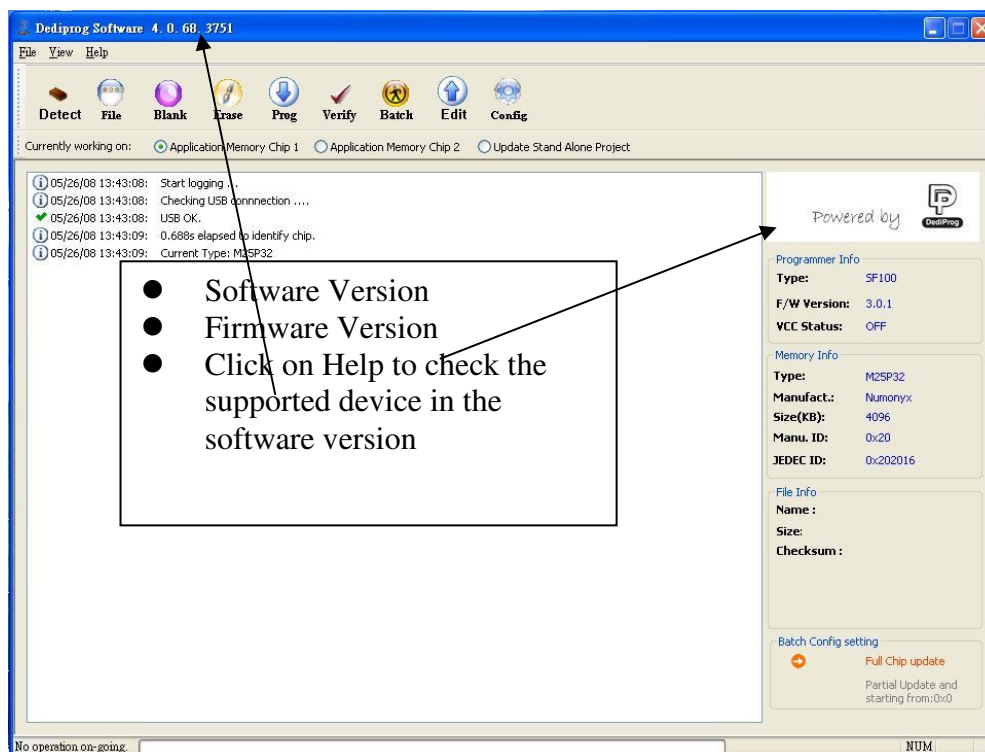 Dediprog Software 4. 0. 68. 3751
File View Help
Detect File Blank Erase Prog Verify Batch Edit Config
Currently working on: Application Memory Chip 1 Application Memory Chip 2 Update Stand Alone Project
05/26/08 13:43:08: Start logging ...
05/26/08 13:43:08: Checking USB connnection ....
05/26/08 13:43:08: USB OK.
05/26/08 13:43:09: 0.688s elapsed to identify chip.
05/26/08 13:43:09: Current Type: M25P32
● Software Version
● Firmware Version
● Click on Help to check the
supported device in the
software version
Powered by DediProg
Programmer Info
Type: SF100
F/W Version: 3.0.1
VCC Status: OFF
Memory Info
Type: M25P32
Manufact.: Numonyx
Size(KB): 4096
Manu. ID: 0x20
JEDEC ID: 0x202016
File Info
Name :
Size:
Checksum :
Batch Config setting
Full Chip update
Partial Update and
starting from:0x0
No operation on-going. NUM